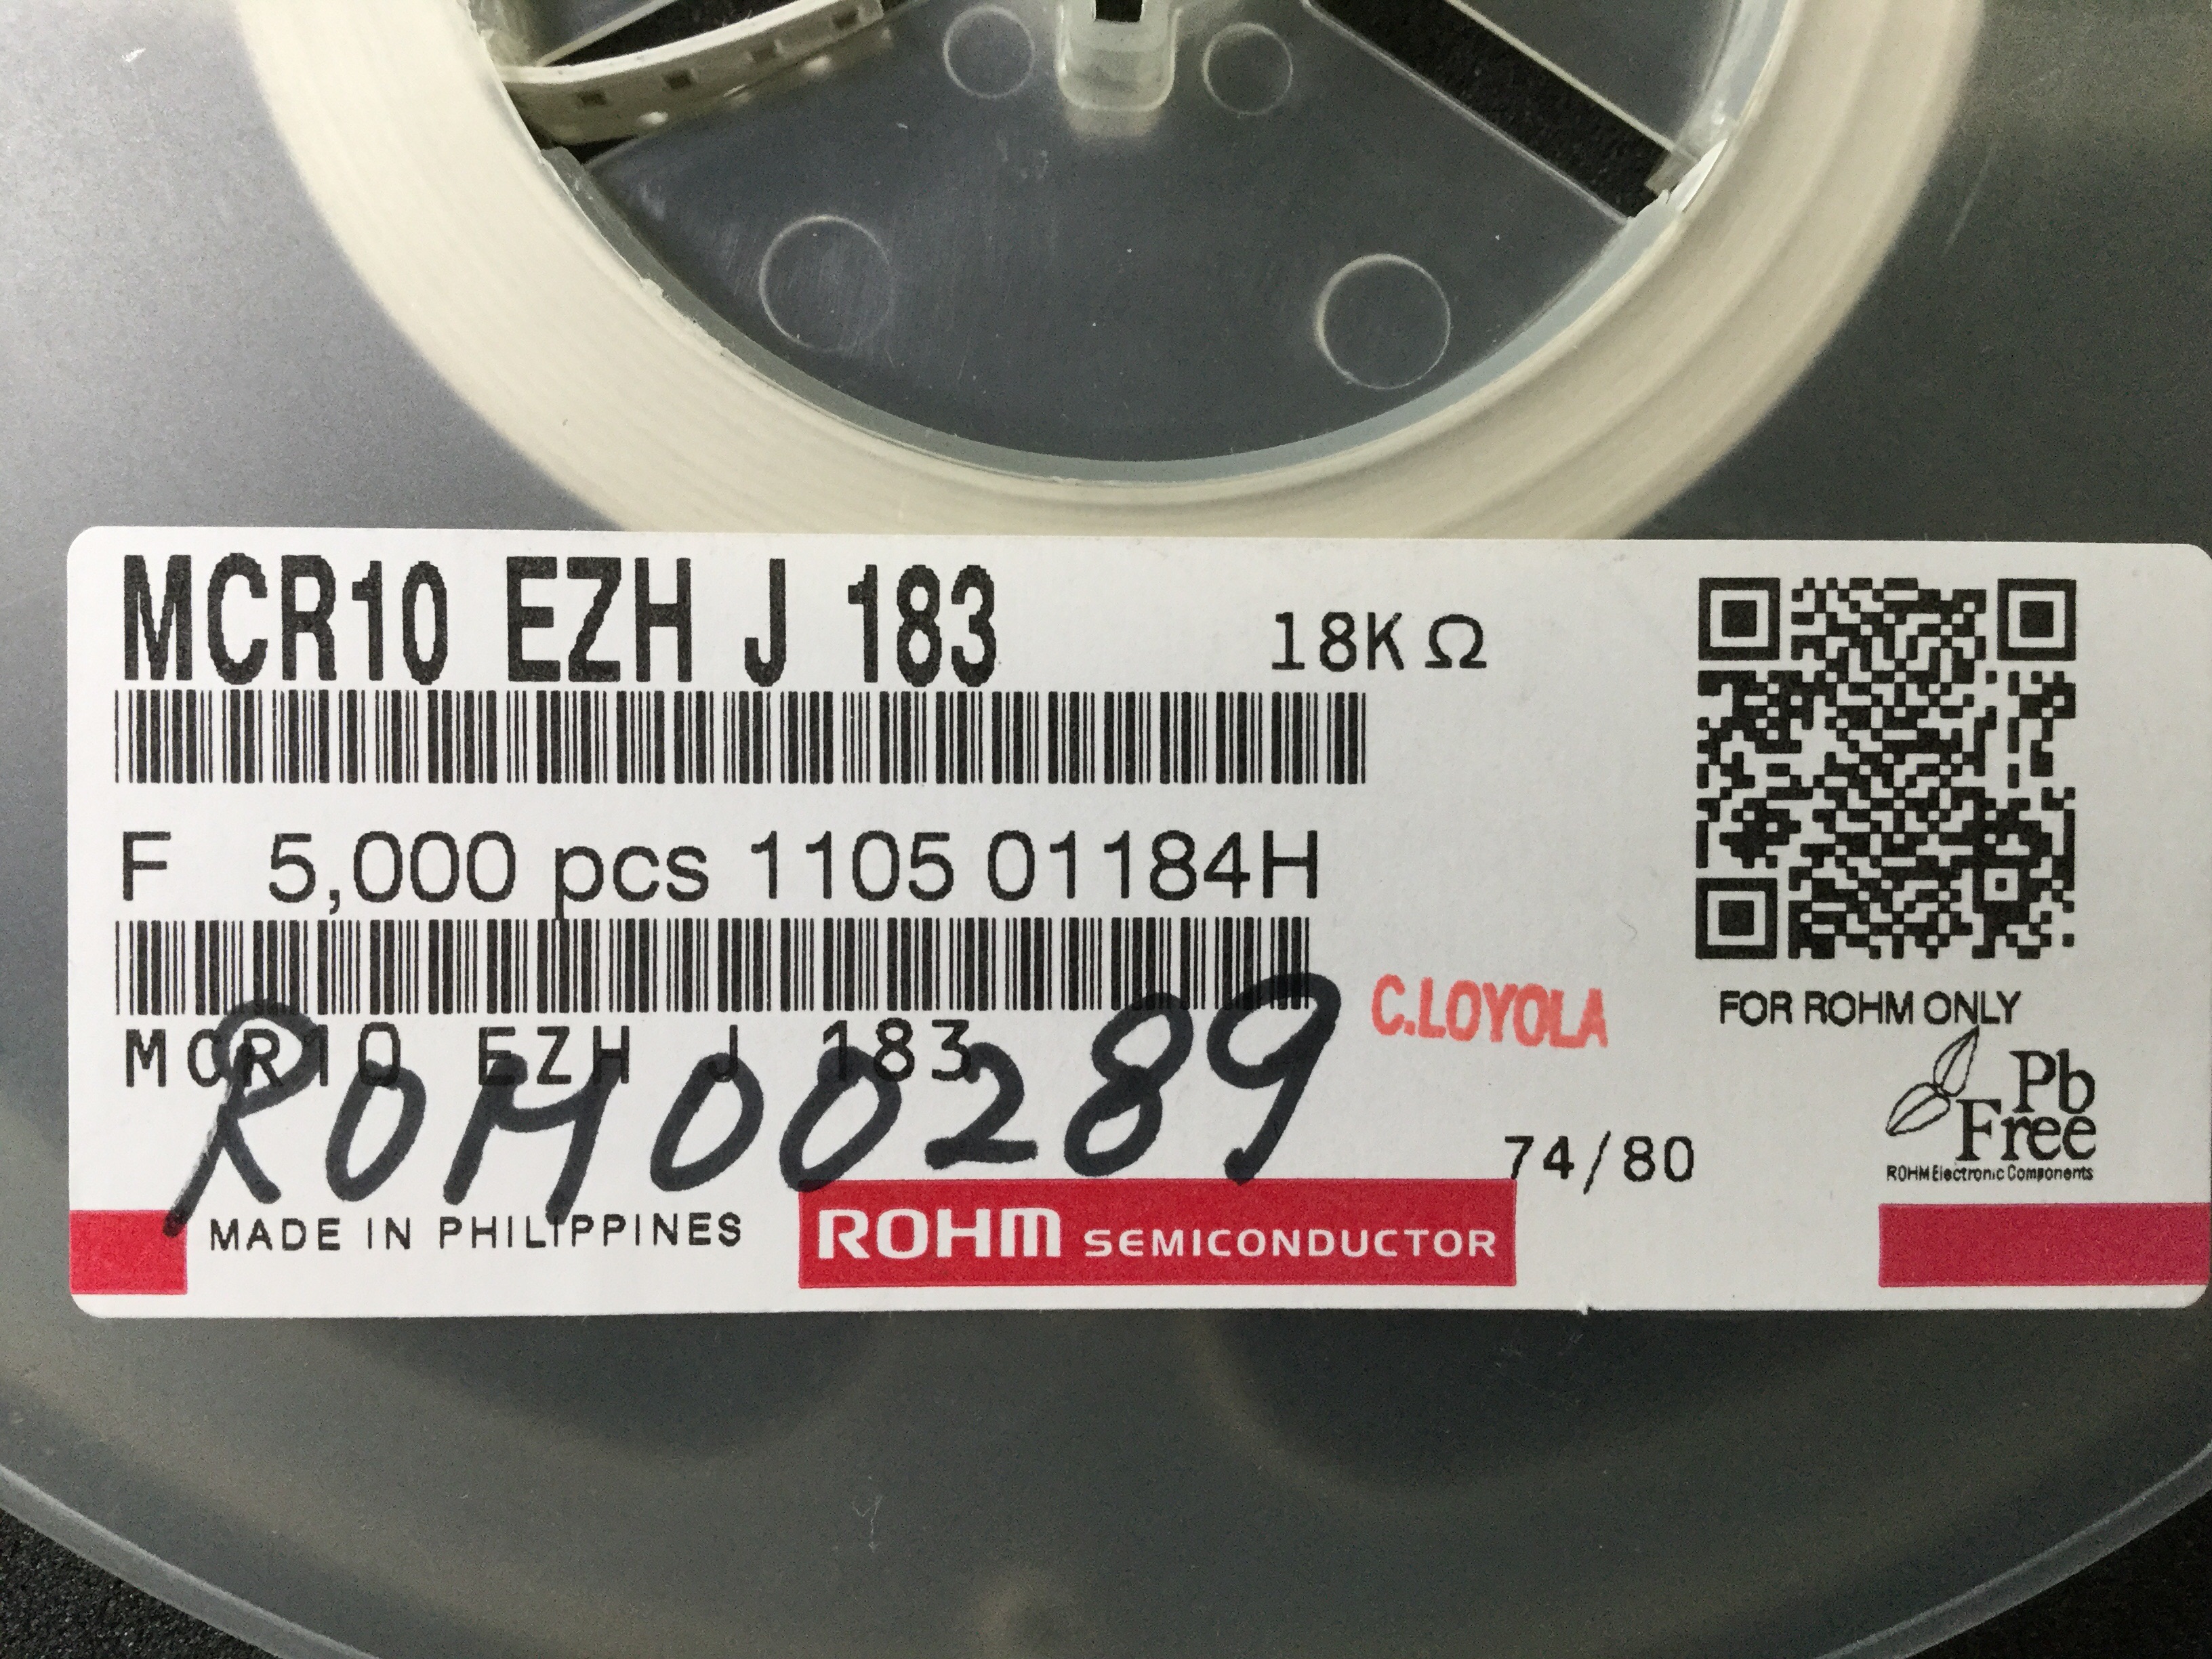 MCR10 EZH J 183 18KΩ
F 5,000 pcs 1105 01184H
C.LOYOLA
FOR ROHM ONLY
MCR10 EZH J 183
ROM00289
Pb
Free
ROHM Electronic Components
74/80
MADE IN PHILIPPINES
ROHM SEMICONDUCTOR